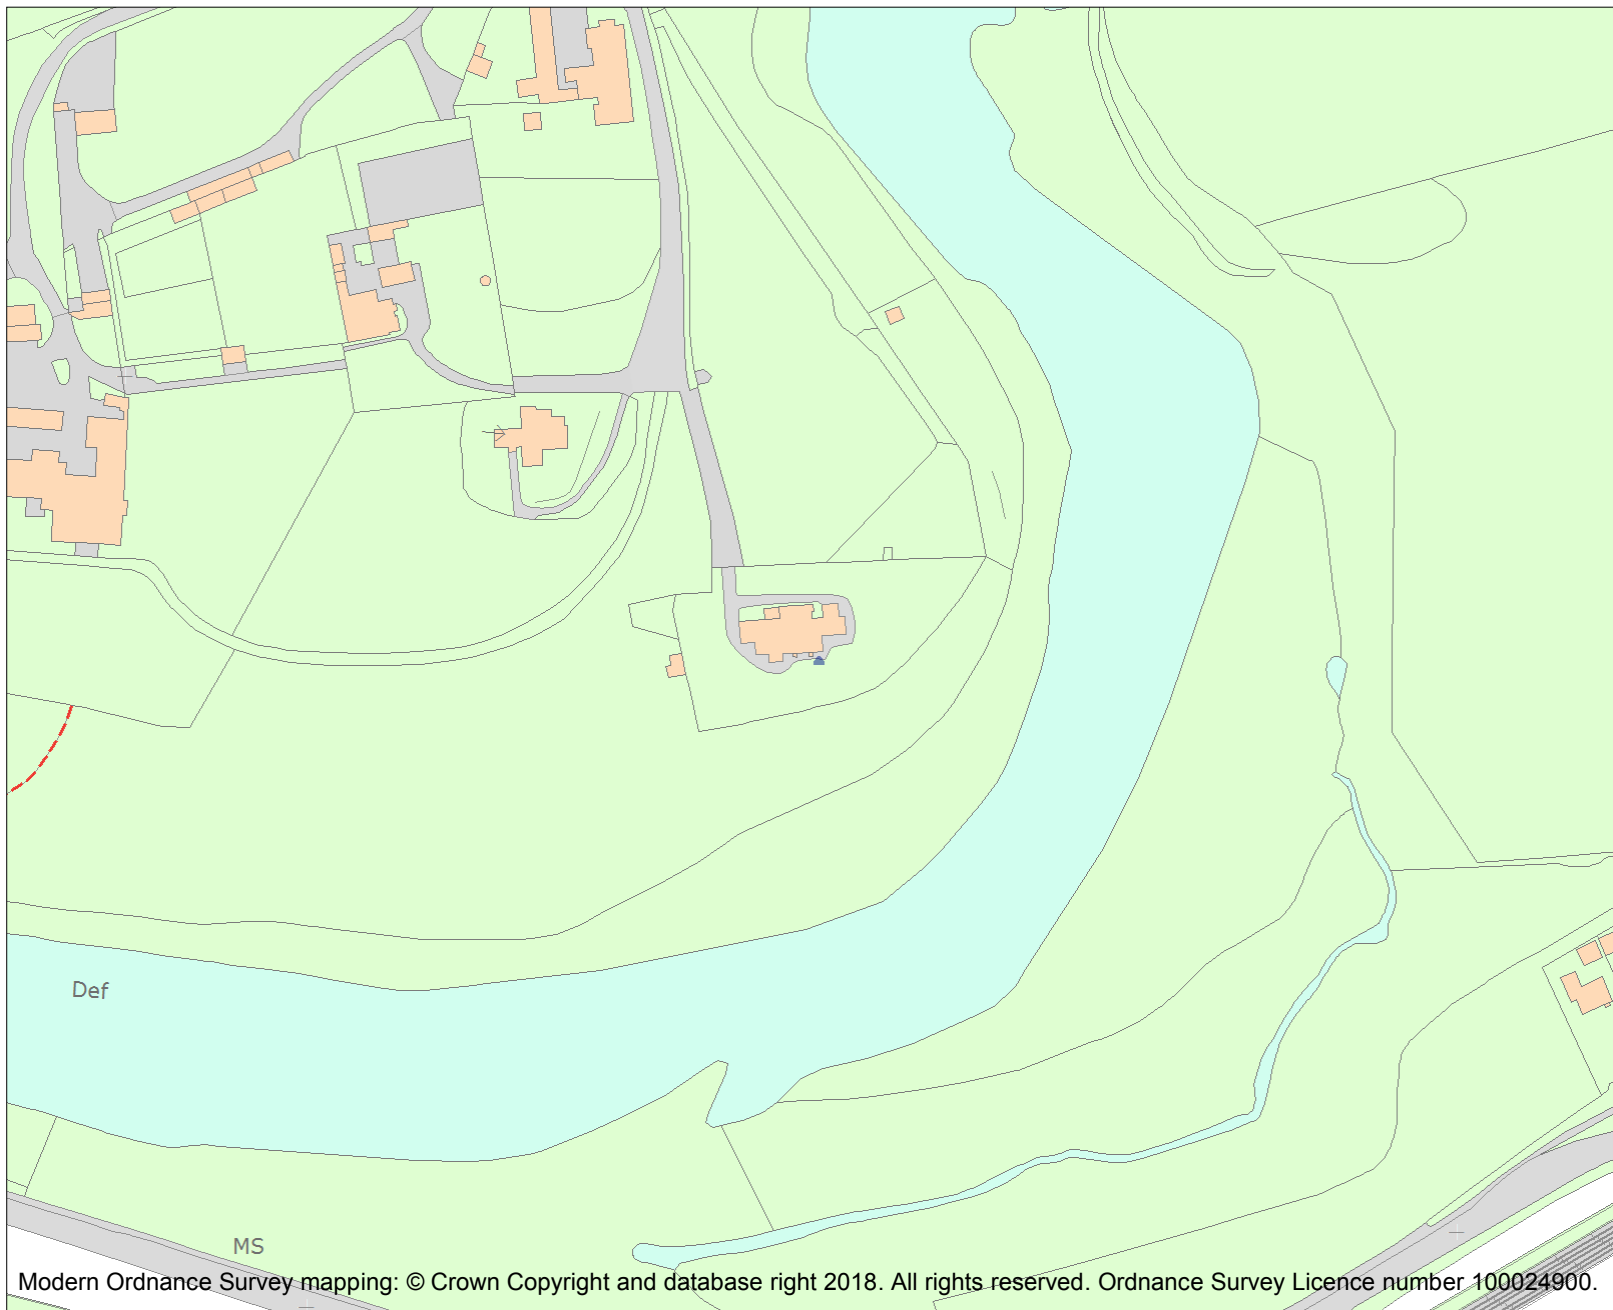 Def
MS
Modern Ordnance Survey mapping: © Crown Copyright and database right 2018. All rights reserved. Ordnance Survey Licence number 100024900.